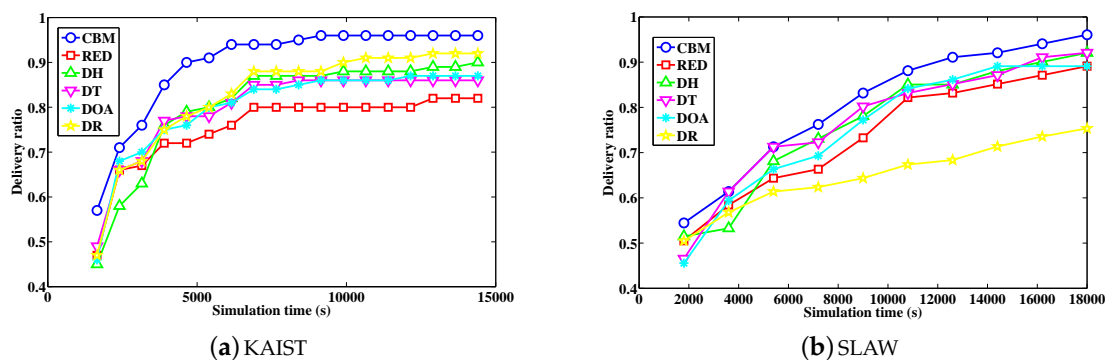 1
0.9
0.8
0.7
0.6
0.5
0.4
Delivery ratio
CBM
RED
DH
DT
DOA
DR
0 5000 10000 15000
Simulation time (s)
(a) KAIST
1
0.9
0.8
0.7
0.6
0.5
0.4
Delivery ratio
CBM
RED
DH
DT
DOA
DR
2000 4000 6000 8000 10000 12000 14000 16000 18000
Simulation time (s)
(b) SLAW